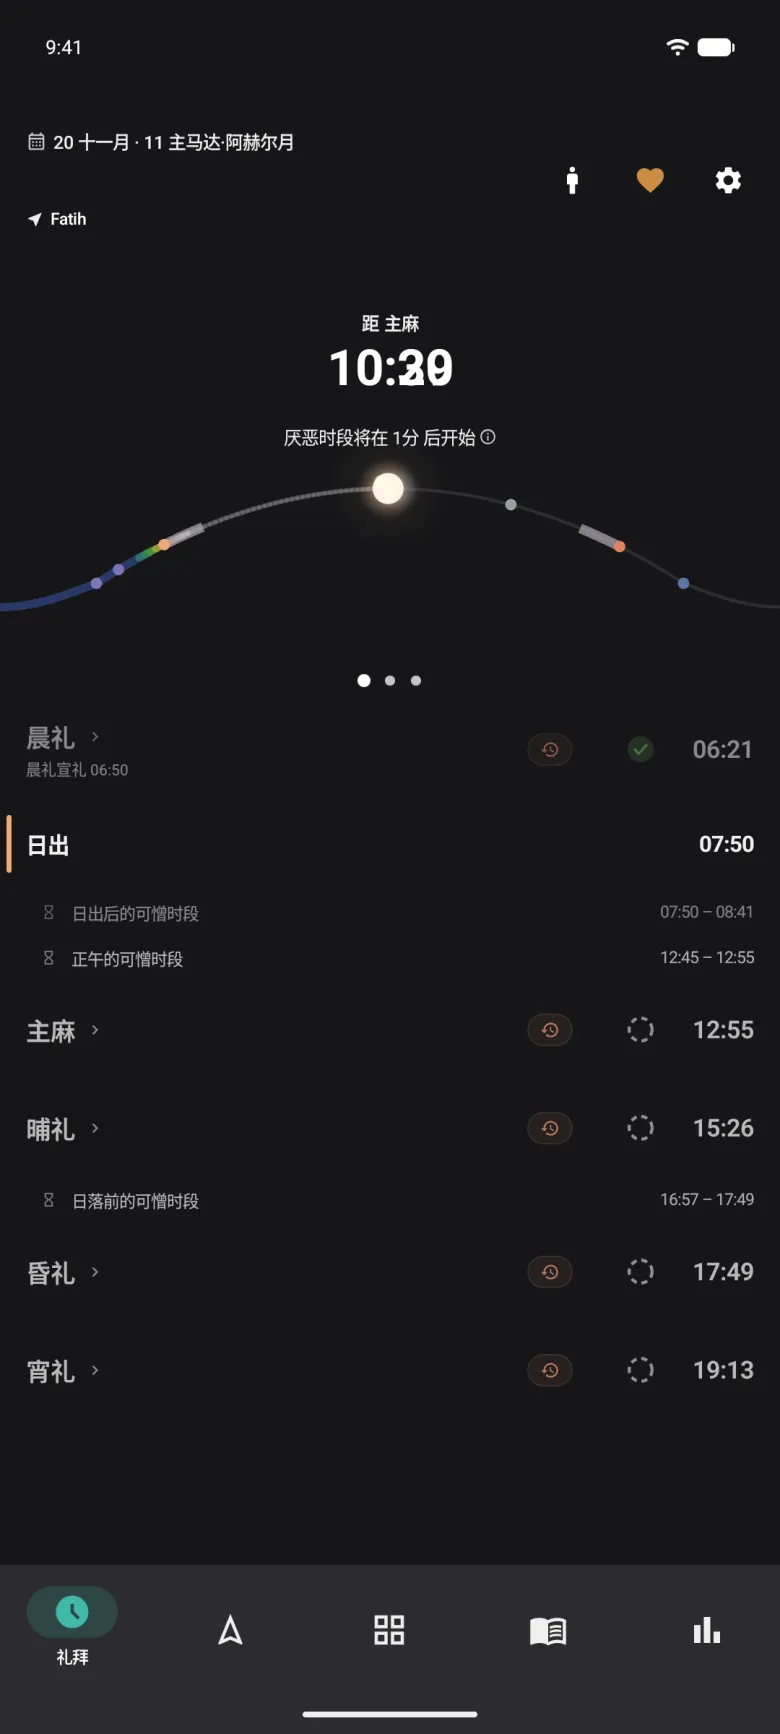 9:41
20 十一月 · 11 主马达·阿赫尔月
Fatih
距 主麻
厌恶时段将在 1分 后开始
晨礼
晨礼宣礼 06:50
06:21
日出
07:50
日出后的可憎时段
07:50 – 08:41
正午的可憎时段
12:45 – 12:55
主麻
12:55
晡礼
15:26
日落前的可憎时段
16:57 – 17:49
昏礼
17:49
宵礼
19:13
礼拜